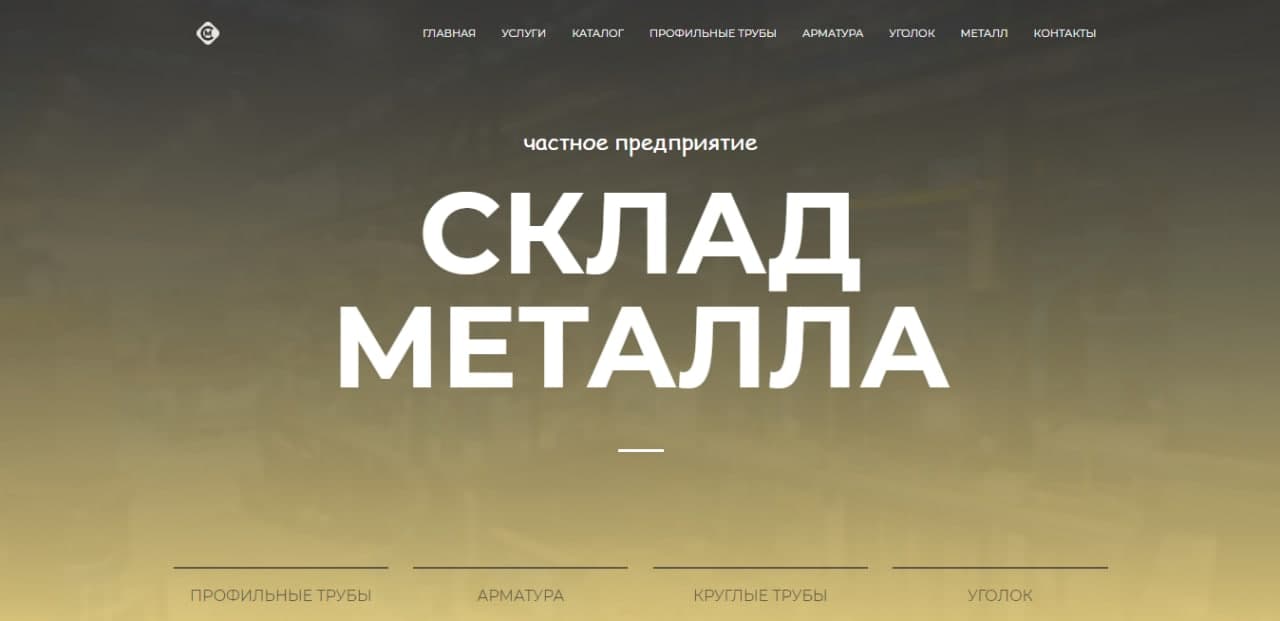 ГЛАВНАЯ УСЛУГИ КАТАЛОГ ПРОФИЛЬНЫЕ ТРУБЫ АРМАТУРА УГОЛОК МЕТАЛЛ КОНТАКТЫ
частное предприятие
СКЛАД
МЕТАЛЛА
ПРОФИЛЬНЫЕ ТРУБЫ АРМАТУРА КРУГЛЫЕ ТРУБЫ УГОЛОК